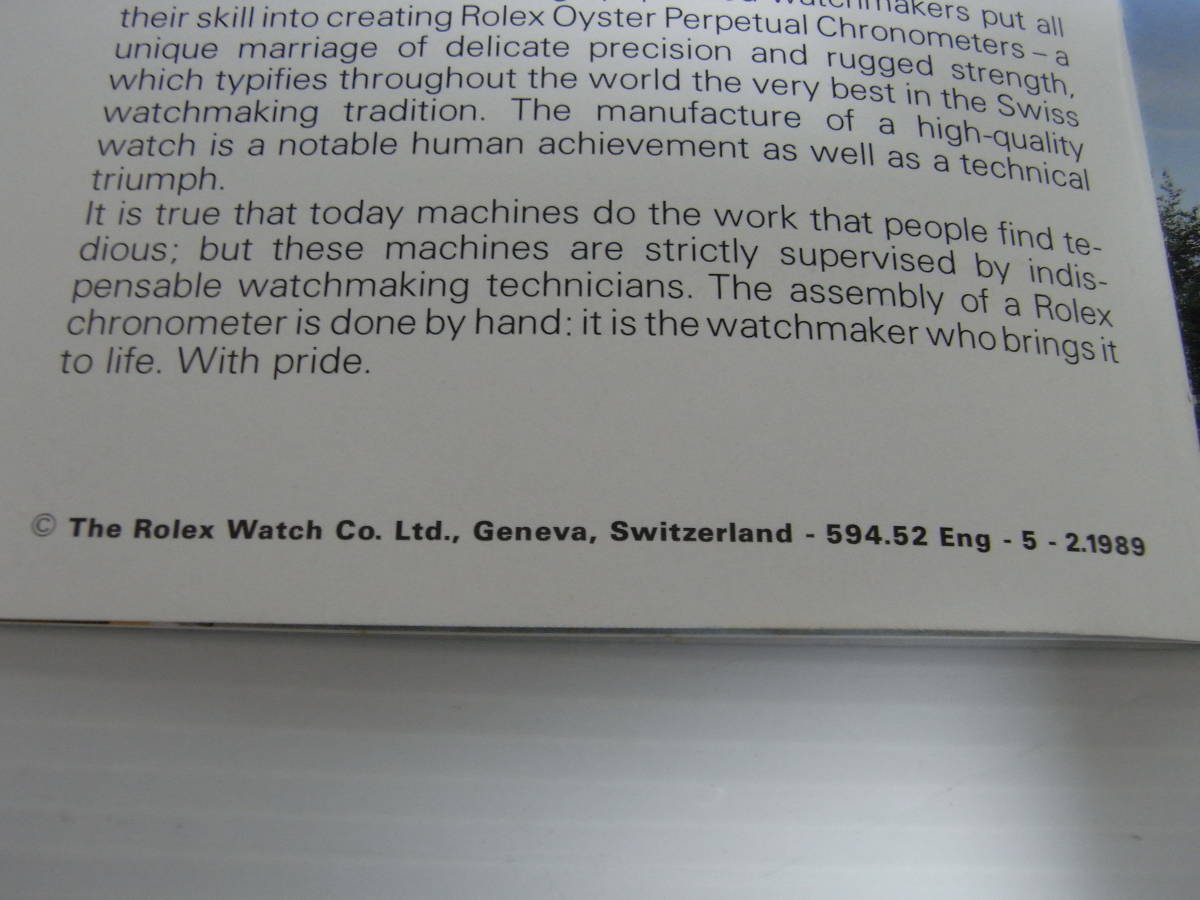 watchmakers put all
their skill into creating Rolex Oyster Perpetual Chronometers – a
unique marriage of delicate precision and rugged strength,
which typifies throughout the world the very best in the Swiss
watchmaking tradition. The manufacture of a high-quality
watch is a notable human achievement as well as a technical
triumph.
It is true that today machines do the work that people find te-
dious; but these machines are strictly supervised by indis-
pensable watchmaking technicians. The assembly of a Rolex
chronometer is done by hand: it is the watchmaker who brings it
to life. With pride.
© The Rolex Watch Co. Ltd., Geneva, Switzerland - 594.52 Eng - 5 - 2.1989